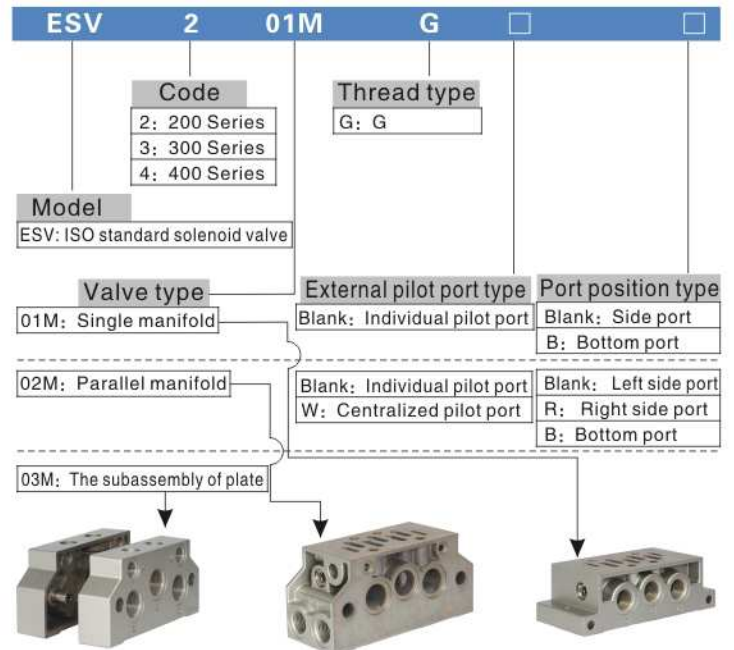 ESV 2 01M G □ □
Code
2: 200 Series
3: 300 Series
4: 400 Series
Thread type
G: G
Model
ESV: ISO standard solenoid valve
Valve type
01M: Single manifold
External pilot port type
Blank: Individual pilot port
Port position type
Blank: Side port
B: Bottom port
02M: Parallel manifold
Blank: Individual pilot port
W: Centralized pilot port
Blank: Left side port
R: Right side port
B: Bottom port
03M: The subassembly of plate